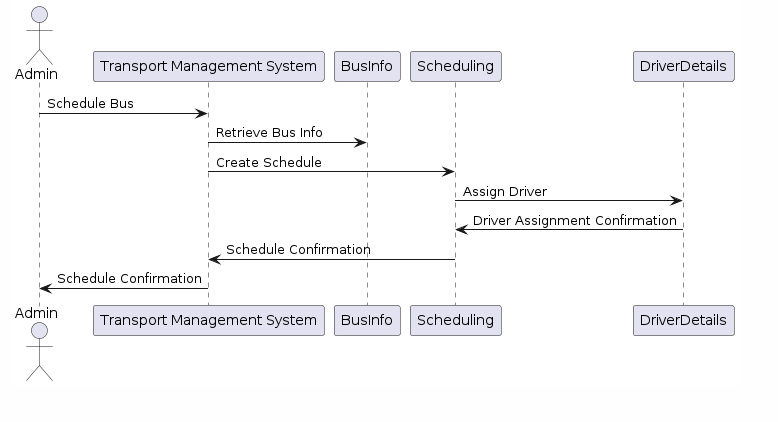 Admin
Transport Management System
BusInfo
Scheduling
DriverDetails
Schedule Bus
Retrieve Bus Info
Create Schedule
Assign Driver
Driver Assignment Confirmation
Schedule Confirmation
Schedule Confirmation
Admin
Transport Management System
BusInfo
Scheduling
DriverDetails